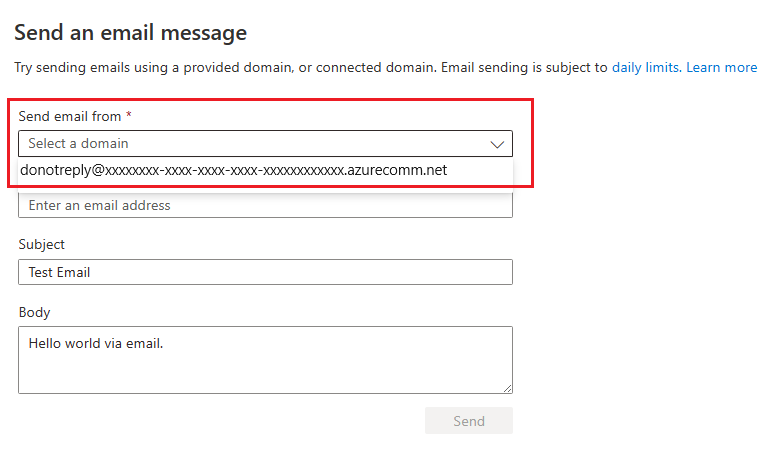 Send an email message
Try sending emails using a provided domain, or connected domain. Email sending is subject to daily limits. Learn more
Send email from *
Select a domain
donotreply@xxxxxxxx-xxxx-xxxx-xxxx-xxxxxxxxxxxx.azurecomm.net
Enter an email address
Subject
Test Email
Body
Hello world via email.
Send